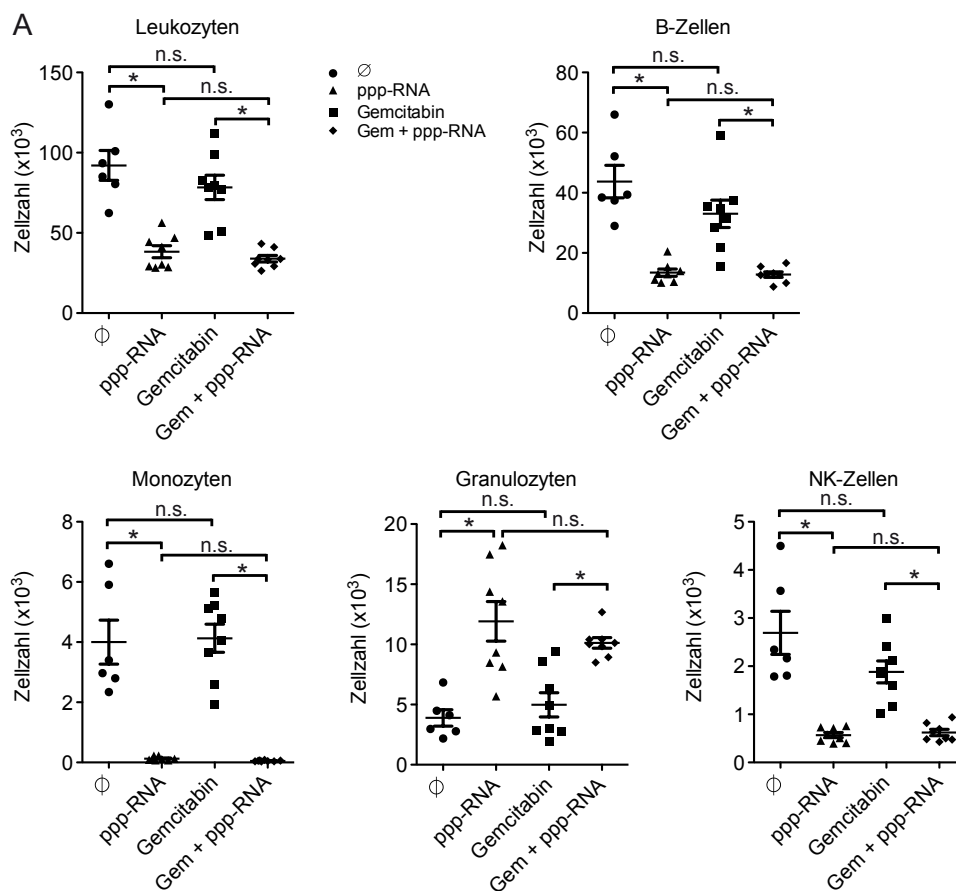 A
Leukozyten
n.s.
* n.s.
*
150
100
50
0
Zellzahl (x10³)
∅
ppp-RNA
Gemcitabin
Gem + ppp-RNA
∅
ppp-RNA
Gemcitabin
Gem + ppp-RNA
B-Zellen
n.s.
* n.s.
*
80
60
40
20
0
Zellzahl (x10³)
∅
ppp-RNA
Gemcitabin
Gem + ppp-RNA
Monozyten
n.s.
* n.s.
*
8
6
4
2
0
Zellzahl (x10³)
∅
ppp-RNA
Gemcitabin
Gem + ppp-RNA
Granulozyten
n.s.
* n.s.
*
20
15
10
5
0
Zellzahl (x10³)
∅
ppp-RNA
Gemcitabin
Gem + ppp-RNA
NK-Zellen
n.s.
* n.s.
*
5
4
3
2
1
0
Zellzahl (x10³)
∅
ppp-RNA
Gemcitabin
Gem + ppp-RNA